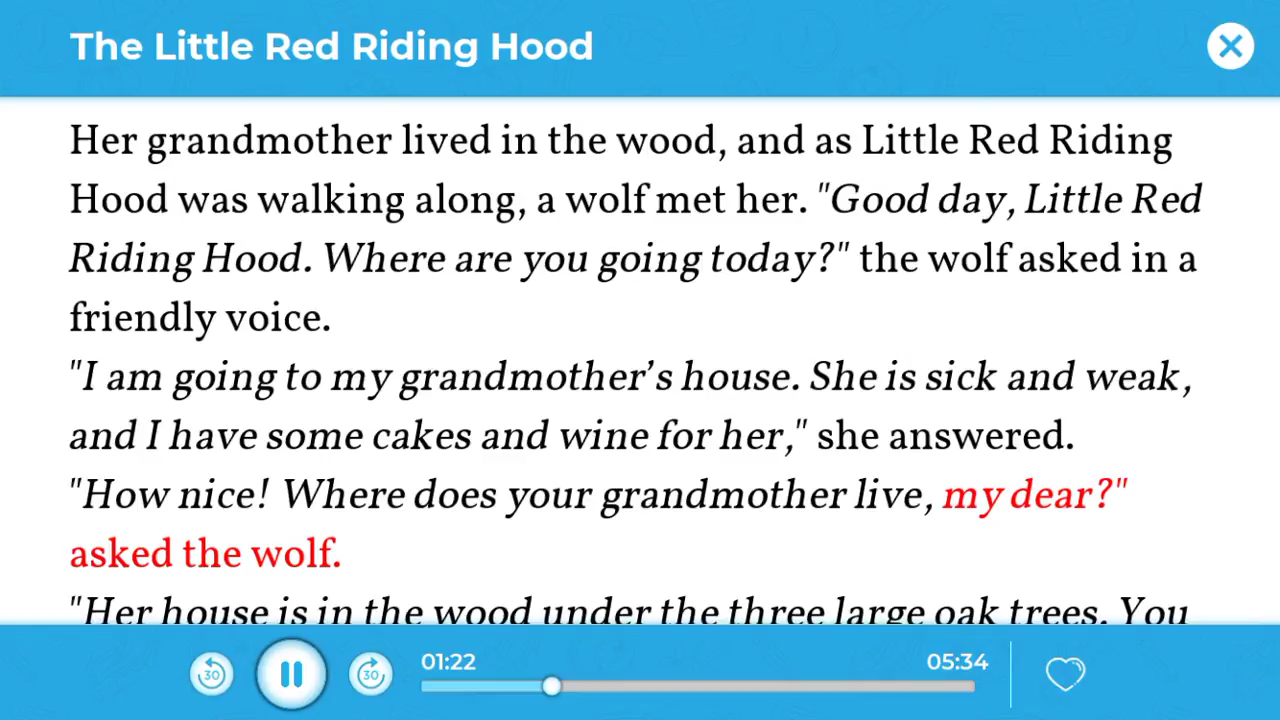 The Little Red Riding Hood
Her grandmother lived in the wood, and as Little Red Riding
Hood was walking along, a wolf met her. "Good day, Little Red
Riding Hood. Where are you going today?" the wolf asked in a
friendly voice.
"I am going to my grandmother’s house. She is sick and weak,
and I have some cakes and wine for her," she answered.
"How nice! Where does your grandmother live, my dear?"
asked the wolf.
"Her house is in the wood under the three large oak trees. You
30
30
01:22
05:34